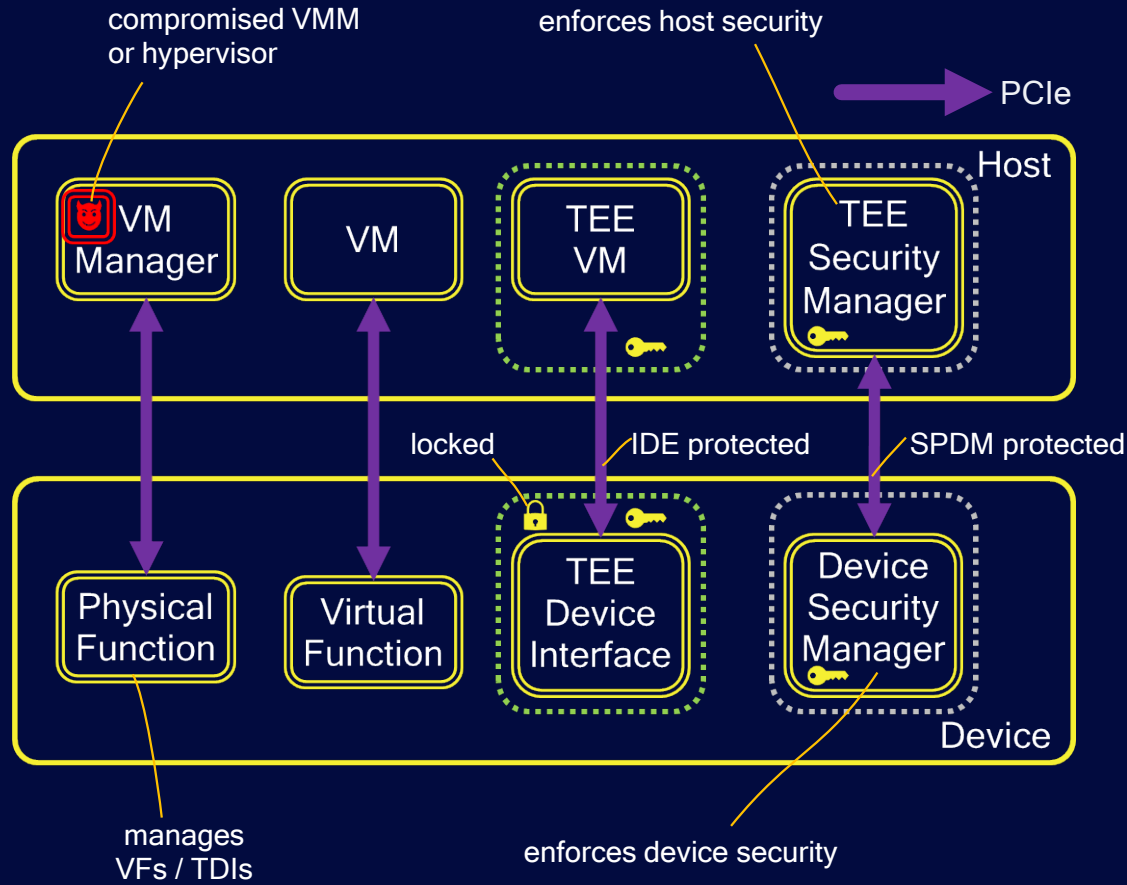 compromised VMM
or hypervisor
enforces host security
PCIe
Host
VM
Manager
VM
TEE
VM
TEE
Security
Manager
locked
IDE protected
SPDM protected
Physical
Function
Virtual
Function
TEE
Device
Interface
Device
Security
Manager
Device
manages
VFs / TDIs
enforces device security